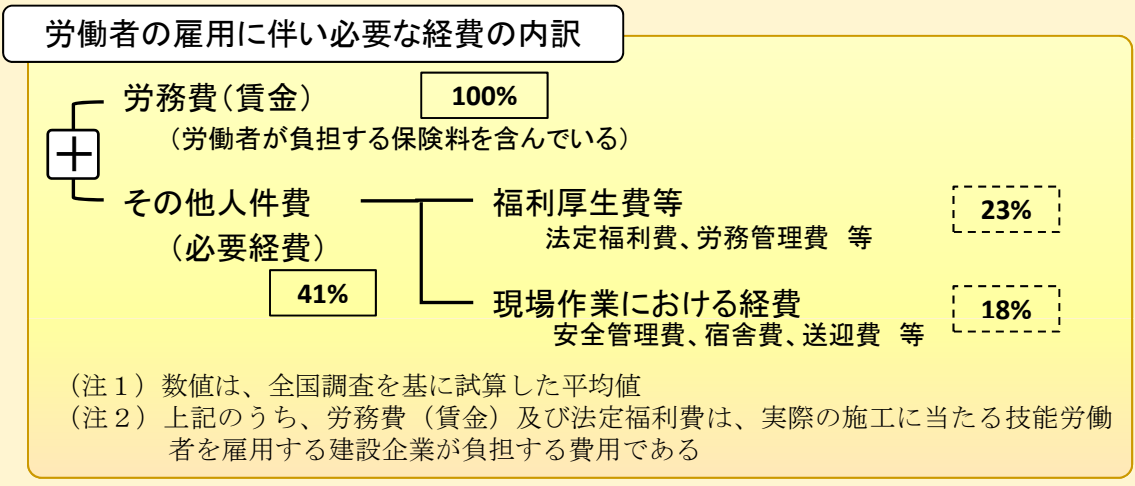 労働者の雇用に伴い必要な経費の内訳
労務費(賃金) 100%
(労働者が負担する保険料を含んでいる)
+
その他人件費
(必要経費)
41%
福利厚生費等 23%
法定福利費、労務管理費 等
現場作業における経費 18%
安全管理費、宿舎費、送迎費 等
(注1)数値は、全国調査を基に試算した平均値
(注2)上記のうち、労務費(賃金)及び法定福利費は、実際の施工に当たる技能労働
者を雇用する建設企業が負担する費用である